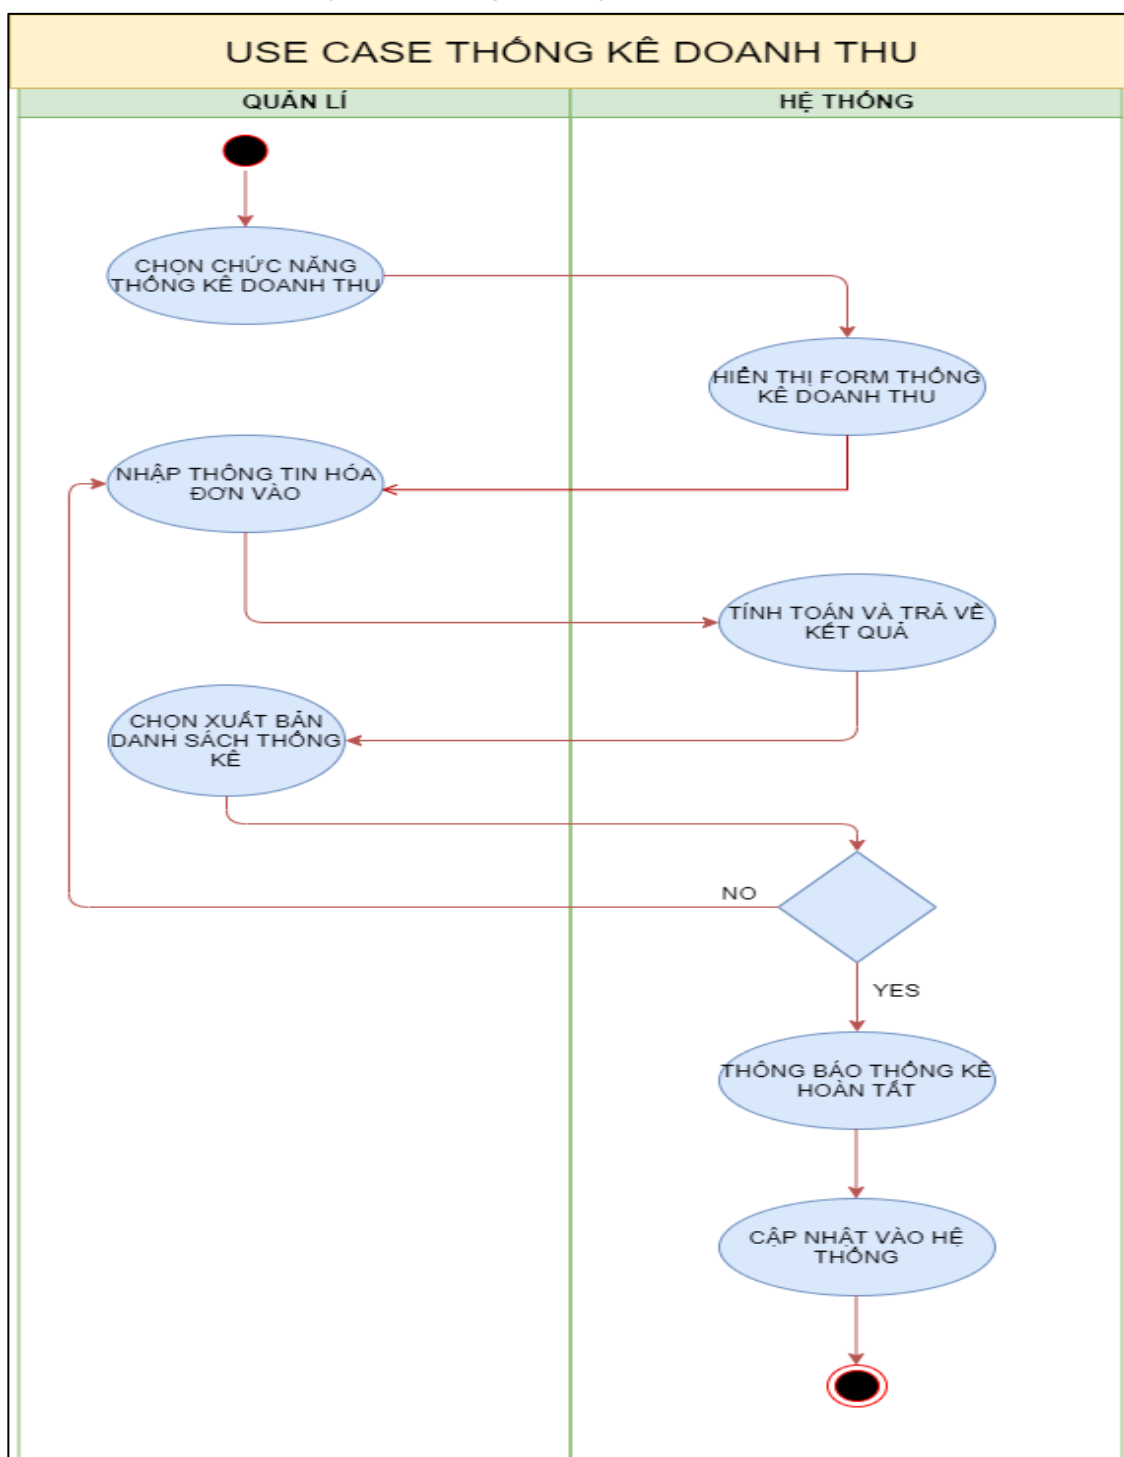 USE CASE THỐNG KÊ DOANH THU
QUẢN LÍ
HỆ THỐNG
CHỌN CHỨC NĂNG
THỐNG KÊ DOANH THU
HIỂN THỊ FORM THỐNG
KÊ DOANH THU
NHẬP THÔNG TIN HÓA
ĐƠN VÀO
TÍNH TOÁN VÀ TRẢ VỀ
KẾT QUẢ
CHỌN XUẤT BẢN
DANH SÁCH THỐNG
KÊ
NO
YES
THÔNG BÁO THỐNG KÊ
HOÀN TẤT
CẬP NHẬT VÀO HỆ
THỐNG